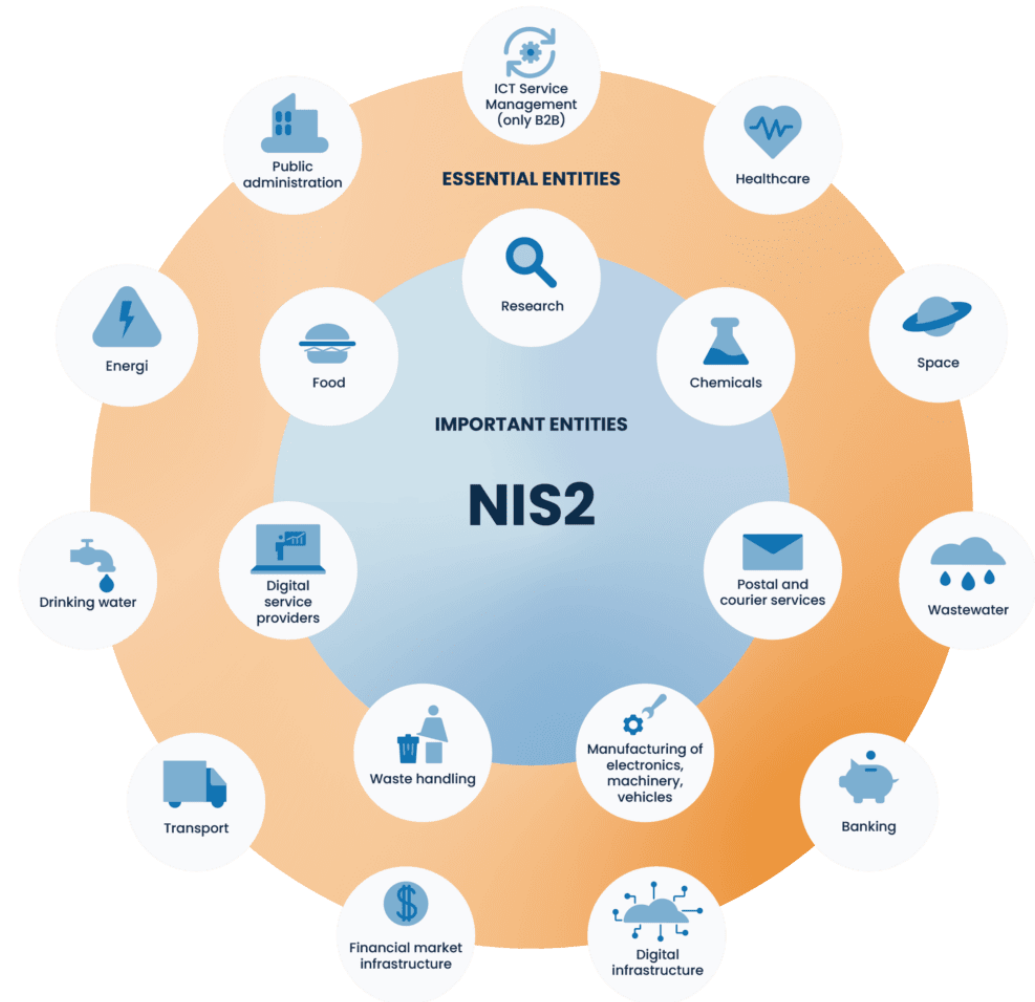 ICT Service
Management
(only B2B)
Public
administration
Healthcare
ESSENTIAL ENTITIES
Research
Energi
Food
Chemicals
Space
IMPORTANT ENTITIES
NIS2
Drinking water
Digital
service
providers
Postal and
courier services
Wastewater
Waste handling
Manufacturing of
electronics,
machinery,
vehicles
Transport
Banking
Financial market
infrastructure
Digital
infrastructure